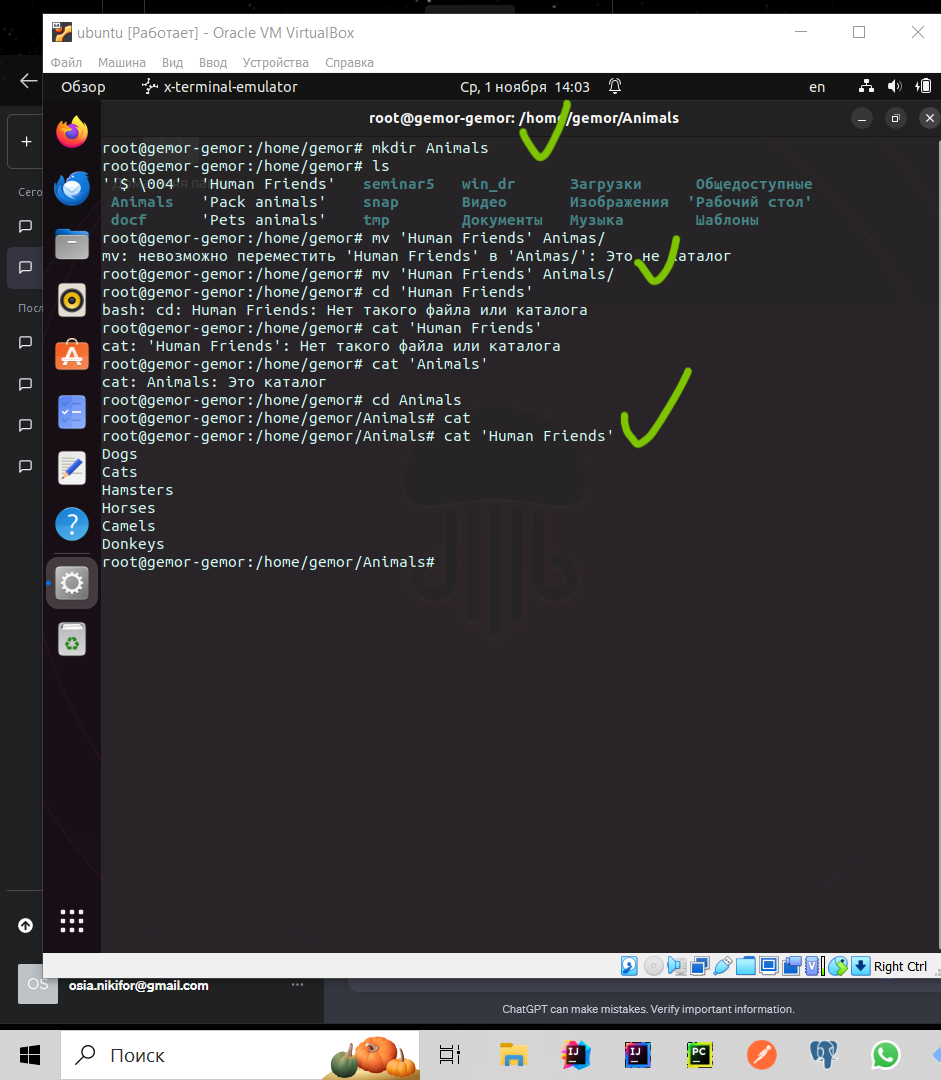 ubuntu [Работает] - Oracle VM VirtualBox
Файл Машина Вид Ввод Устройства Справка
Обзор x-terminal-emulator Ср, 1 ноября 14:03 en
root@gemor-gemor: /home/gemor/Animals
root@gemor-gemor:/home/gemor# mkdir Animals
root@gemor-gemor:/home/gemor# ls
''$'\004' 'Human Friends' seminar5 win_dr Загрузки Общедоступные
Animals 'Pack animals' snap Видео Изображения 'Рабочий стол'
docf 'Pets animals' tmp Документы Музыка Шаблоны
root@gemor-gemor:/home/gemor# mv 'Human Friends' Animas/
mv: невозможно переместить 'Human Friends' в 'Animas/': Это не каталог
root@gemor-gemor:/home/gemor# mv 'Human Friends' Animals/
root@gemor-gemor:/home/gemor# cd 'Human Friends'
bash: cd: Human Friends: Нет такого файла или каталога
root@gemor-gemor:/home/gemor# cat 'Human Friends'
cat: 'Human Friends': Нет такого файла или каталога
root@gemor-gemor:/home/gemor# cat 'Animals'
cat: Animals: Это каталог
root@gemor-gemor:/home/gemor# cd Animals
root@gemor-gemor:/home/gemor/Animals# cat
root@gemor-gemor:/home/gemor/Animals# cat 'Human Friends'
Dogs
Cats
Hamsters
Horses
Camels
Donkeys
root@gemor-gemor:/home/gemor/Animals#
Сего
Посл
Right Ctrl
OS osia.nikifor@gmail.com
ChatGPT can make mistakes. Verify important information.
Поиск